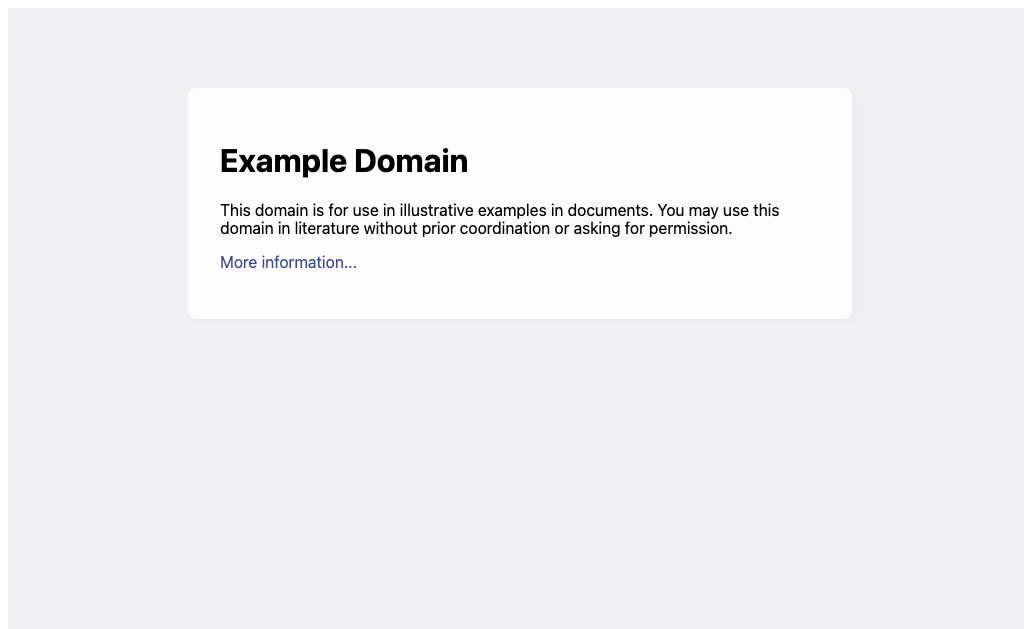 Example Domain
This domain is for use in illustrative examples in documents. You may use this
domain in literature without prior coordination or asking for permission.
More information...